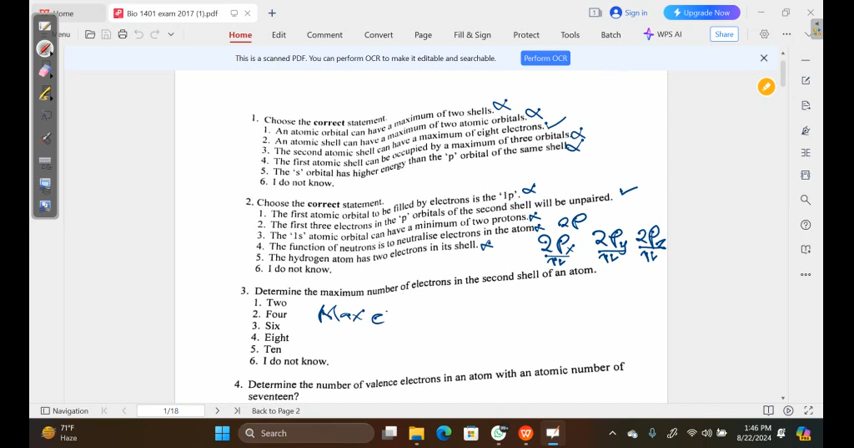 Home
Bio 1401 exam 2017 (1).pdf
Sign in
Upgrade Now
Menu
Home
Edit
Comment
Convert
Page
Fill & Sign
Protect
Tools
Batch
WPS AI
Share
This is a scanned PDF. You can perform OCR to make it editable and searchable.
Perform OCR
1. Choose the correct statement.
1. An atomic orbital can have a maximum of two shells.
2. An atomic shell can have a maximum of two atomic orbitals.
3. The second atomic shell can have a maximum of eight electrons.
4. The first atomic shell can be occupied by a maximum of three orbitals.
5. The 's' orbital has higher energy than the 'p' orbital of the same shell.
6. I do not know.
2. Choose the correct statement.
1. The first atomic orbital to be filled by electrons is the '1p'.
2. The first three electrons in the 'p' orbitals of the second shell will be unpaired.
3. The '1s' atomic orbital can have a minimum of two protons.
4. The function of neutrons is to neutralise electrons in the atom.
5. The hydrogen atom has two electrons in its shell.
6. I do not know.
2P
2Px 2Py 2Pz
3. Determine the maximum number of electrons in the second shell of an atom.
1. Two
2. Four
3. Six
4. Eight
5. Ten
6. I do not know.
Max e
4. Determine the number of valence electrons in an atom with an atomic number of
seventeen?
Navigation
1/18
Back to Page 2
71°F
Haze
Search
1:46 PM
8/22/2024